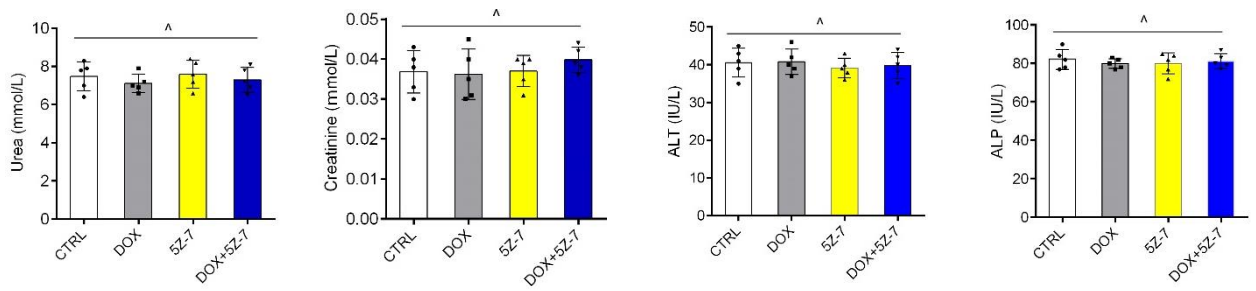 ^
Urea (mmol/L)
10
8
6
4
2
0
CTRL
DOX
5Z-7
DOX+5Z-7
^
Creatinine (mmol/L)
0.05
0.04
0.03
0.02
0.01
0.00
CTRL
DOX
5Z-7
DOX+5Z-7
^
ALT (IU/L)
50
40
30
20
10
0
CTRL
DOX
5Z-7
DOX+5Z-7
^
ALP (IU/L)
100
80
60
40
20
0
CTRL
DOX
5Z-7
DOX+5Z-7